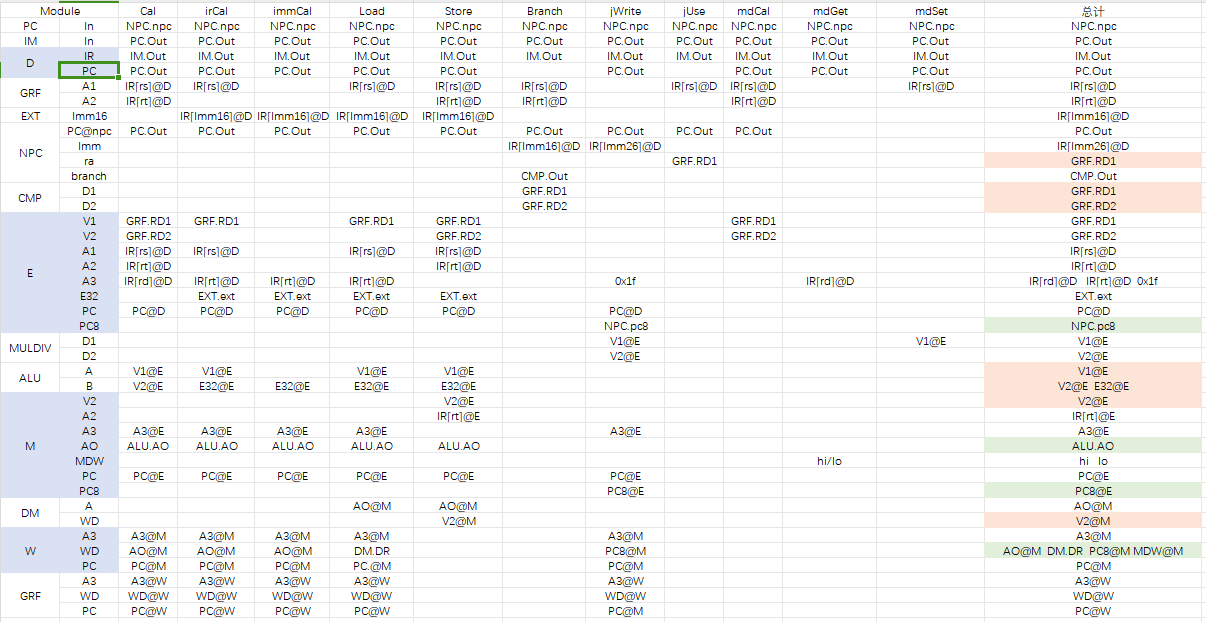 Module Cal irCal immCal Load Store Branch jWrite jUse mdCal mdGet mdSet 总计
PC In NPC.npc NPC.npc NPC.npc NPC.npc NPC.npc NPC.npc NPC.npc NPC.npc NPC.npc NPC.npc NPC.npc NPC.npc
IM In PC.Out PC.Out PC.Out PC.Out PC.Out PC.Out PC.Out PC.Out PC.Out PC.Out PC.Out PC.Out
D IR IM.Out IM.Out IM.Out IM.Out IM.Out IM.Out IM.Out IM.Out IM.Out IM.Out IM.Out IM.Out
PC PC.Out PC.Out PC.Out PC.Out PC.Out PC.Out PC.Out PC.Out PC.Out PC.Out
GRF A1 IR[rs]@D IR[rs]@D IR[rs]@D IR[rs]@D IR[rs]@D IR[rs]@D IR[rs]@D IR[rs]@D IR[rs]@D
A2 IR[rt]@D IR[rt]@D IR[rt]@D IR[rt]@D IR[rt]@D
EXT Imm16 IR[Imm16]@D IR[Imm16]@D IR[Imm16]@D IR[Imm16]@D IR[Imm16]@D
NPC PC@npc PC.Out PC.Out PC.Out PC.Out PC.Out PC.Out PC.Out PC.Out PC.Out PC.Out
Imm IR[Imm16]@D IR[Imm26]@D IR[Imm26]@D
ra GRF.RD1 GRF.RD1
branch CMP.Out CMP.Out
CMP D1 GRF.RD1 GRF.RD1
D2 GRF.RD2 GRF.RD2
E V1 GRF.RD1 GRF.RD1 GRF.RD1 GRF.RD1 GRF.RD1 GRF.RD1
V2 GRF.RD2 GRF.RD2 GRF.RD2 GRF.RD2
A1 IR[rs]@D IR[rs]@D IR[rs]@D IR[rs]@D IR[rs]@D
A2 IR[rt]@D IR[rt]@D IR[rt]@D
A3 IR[rd]@D IR[rt]@D IR[rt]@D IR[rt]@D 0x1f IR[rd]@D IR[rd]@D IR[rt]@D 0x1f
E32 EXT.ext EXT.ext EXT.ext EXT.ext EXT.ext
PC PC@D PC@D PC@D PC@D PC@D PC@D PC@D
PC8 NPC.pc8 NPC.pc8
MULDIV D1 V1@E V1@E V1@E
D2 V2@E V2@E
ALU A V1@E V1@E V1@E V1@E V1@E
B V2@E E32@E E32@E E32@E E32@E V2@E E32@E
M V2 V2@E V2@E
A2 IR[rt]@E IR[rt]@E
A3 A3@E A3@E A3@E A3@E A3@E A3@E
AO ALU.AO ALU.AO ALU.AO ALU.AO ALU.AO ALU.AO
MDW hi/lo hi lo
PC PC@E PC@E PC@E PC@E PC@E PC@E PC@E
PC8 PC8@E PC8@E
DM A AO@M AO@M AO@M
WD V2@M V2@M
W A3 A3@M A3@M A3@M A3@M A3@M A3@M
WD AO@M AO@M AO@M DM.DR PC8@M AO@M DM.DR PC8@M MDW@M
PC PC@M PC@M PC@M PC.@M PC@M PC@M
GRF A3 A3@W A3@W A3@W A3@W A3@W A3@W
WD WD@W WD@W WD@W WD@W WD@W WD@W
PC PC@W PC@W PC@W PC@W PC@M PC@W